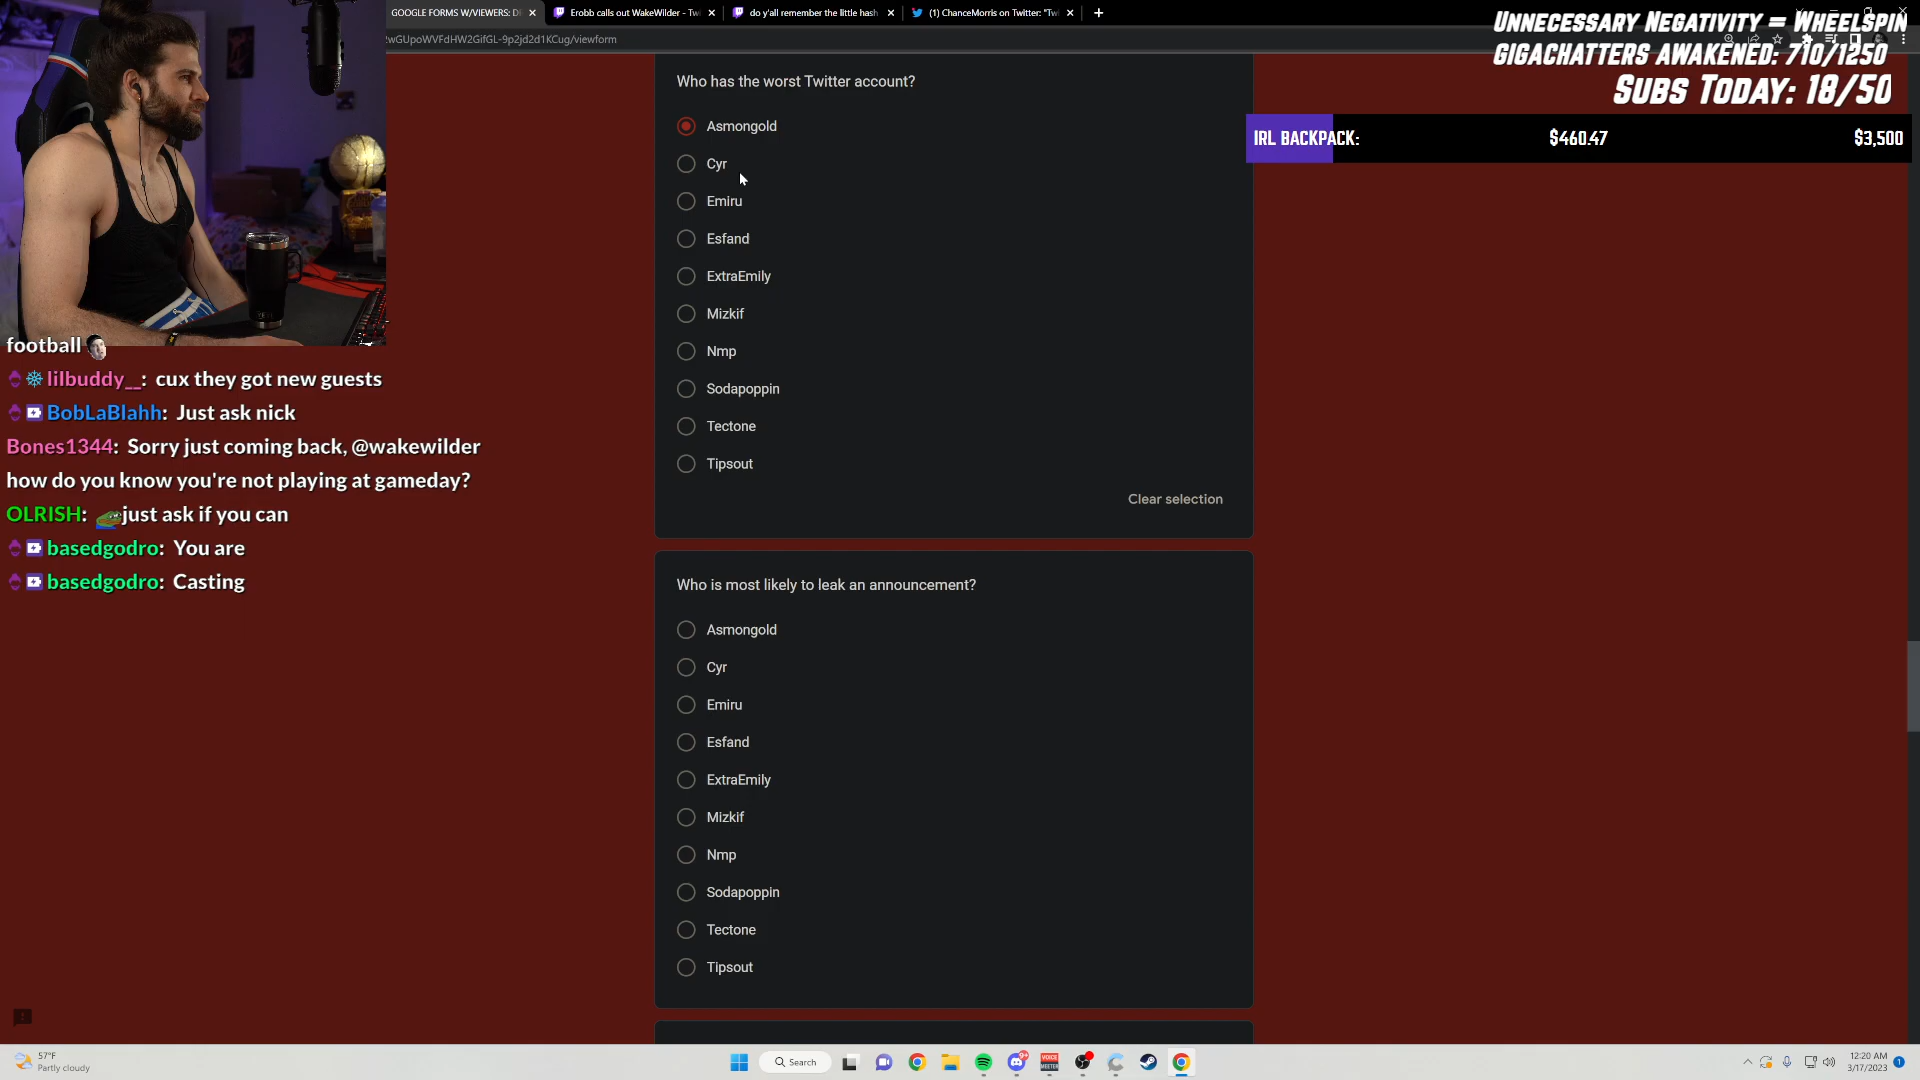 GOOGLE FORMS W/VIEWERS: D
Erobb calls out WakeWilder - Tw
do y'all remember the little hash
(1) ChanceMorris on Twitter: "Tw
wGUpoWVFdHW2GifGL-9p2jd2d1KCug/viewform
Unnecessary Negativity = Wheelspin
Gigachatters Awakened: 710/1250
Subs Today: 18/50
IRL BACKPACK: $460.47 $3,500
Who has the worst Twitter account?
Asmongold
Cyr
Emiru
Esfand
ExtraEmily
Mizkif
Nmp
Sodapoppin
Tectone
Tipsout
Clear selection
football
lilbuddy__: cux they got new guests
BobLaBlahh: Just ask nick
Bones1344: Sorry just coming back, @wakewilder
how do you know you're not playing at gameday?
OLRISH: just ask if you can
basedgodro: You are
basedgodro: Casting
Who is most likely to leak an announcement?
Asmongold
Cyr
Emiru
Esfand
ExtraEmily
Mizkif
Nmp
Sodapoppin
Tectone
Tipsout
57°F
Partly cloudy
Search
VOICE
MEETER
12:20 AM
3/17/2023
1